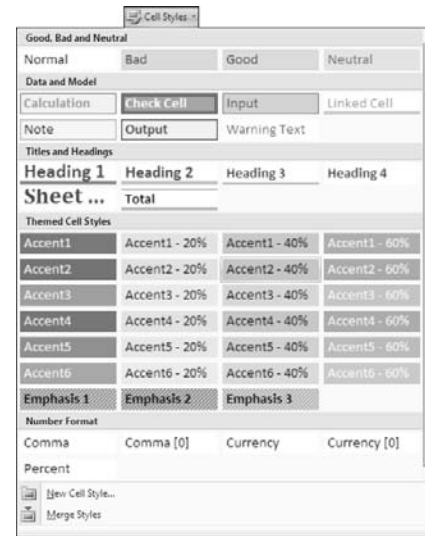 Cell Styles
Good, Bad and Neutral
Normal Bad Good Neutral
Data and Model
Calculation Check Cell Input Linked Cell
Note Output Warning Text
Titles and Headings
Heading 1 Heading 2 Heading 3 Heading 4
Sheet ... Total
Themed Cell Styles
Accent1 Accent1 - 20% Accent1 - 40% Accent1 - 60%
Accent2 Accent2 - 20% Accent2 - 40% Accent2 - 60%
Accent3 Accent3 - 20% Accent3 - 40% Accent3 - 60%
Accent4 Accent4 - 20% Accent4 - 40% Accent4 - 60%
Accent5 Accent5 - 20% Accent5 - 40% Accent5 - 60%
Accent6 Accent6 - 20% Accent6 - 40% Accent6 - 60%
Emphasis 1 Emphasis 2 Emphasis 3
Number Format
Comma Comma [0] Currency Currency [0]
Percent
New Cell Style...
Merge Styles